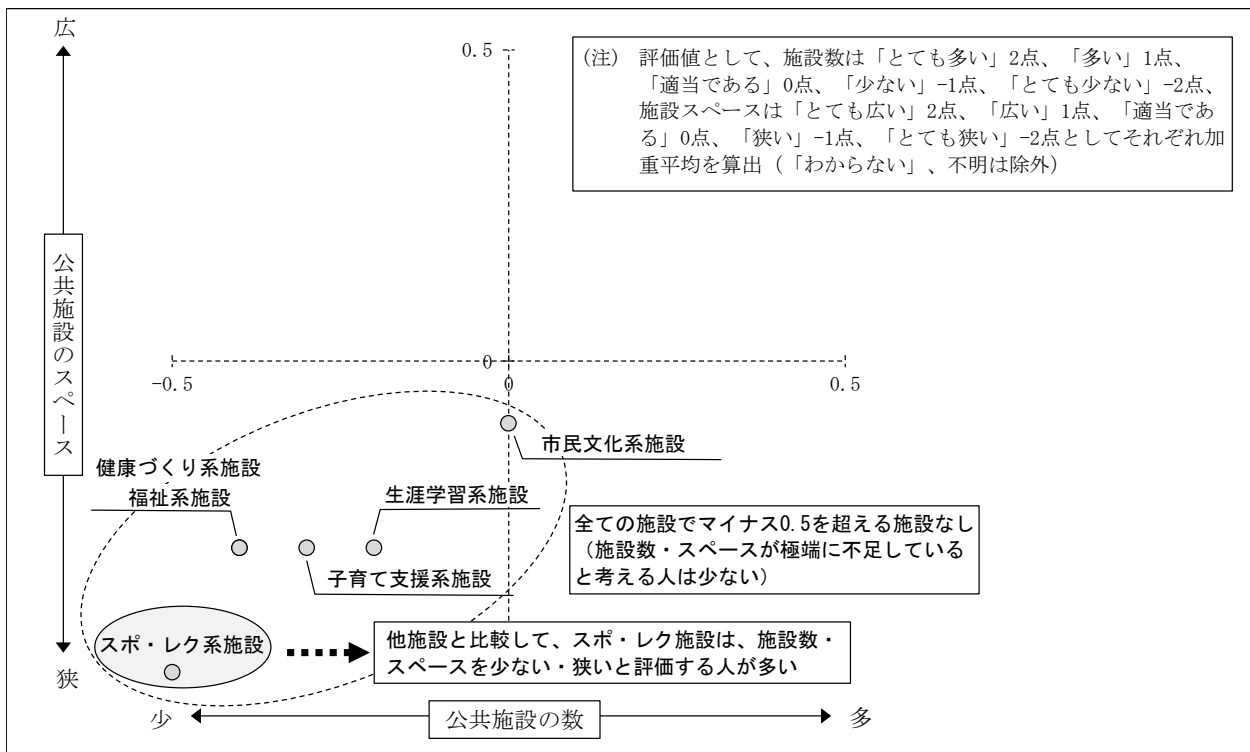 広
0.5
(注) 評価値として、施設数は「とても多い」2点、「多い」1点、
「適当である」0点、「少ない」-1点、「とても少ない」-2点、
施設スペースは「とても広い」2点、「広い」1点、「適当であ
る」0点、「狭い」-1点、「とても狭い」-2点としてそれぞれ加
重平均を算出（「わからない」、不明は除外）
公共施設のスペース
0
-0.5
0
0.5
市民文化系施設
健康づくり系施設
福祉系施設
生涯学習系施設
子育て支援系施設
全ての施設でマイナス0.5を超える施設なし
（施設数・スペースが極端に不足している
と考える人は少ない）
スポ・レク系施設
他施設と比較して、スポ・レク施設は、施設数・
スペースを少ない・狭いと評価する人が多い
狭
少
公共施設の数
多